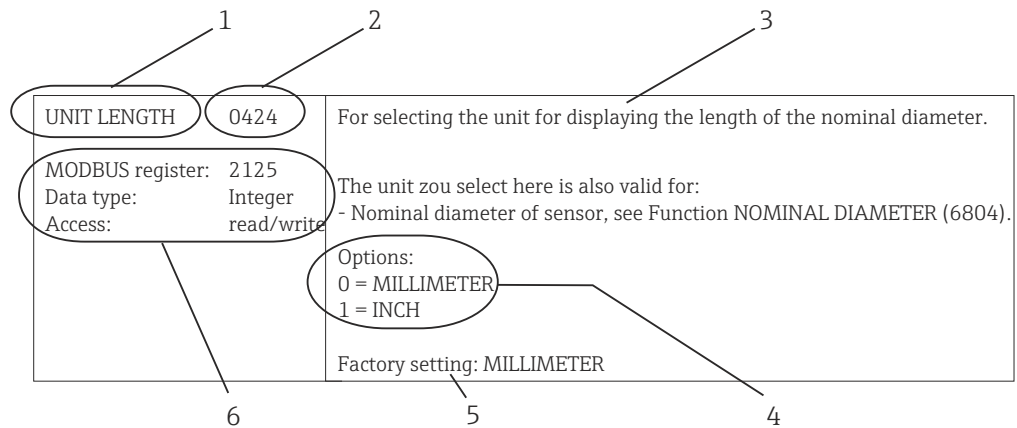 1 2 3
UNIT LENGTH 0424 For selecting the unit for displaying the length of the nominal diameter.
MODBUS register: 2125
Data type: Integer The unit zou select here is also valid for:
Access: read/write - Nominal diameter of sensor, see Function NOMINAL DIAMETER (6804).
Options:
0 = MILLIMETER
1 = INCH
Factory setting: MILLIMETER
6 5 4